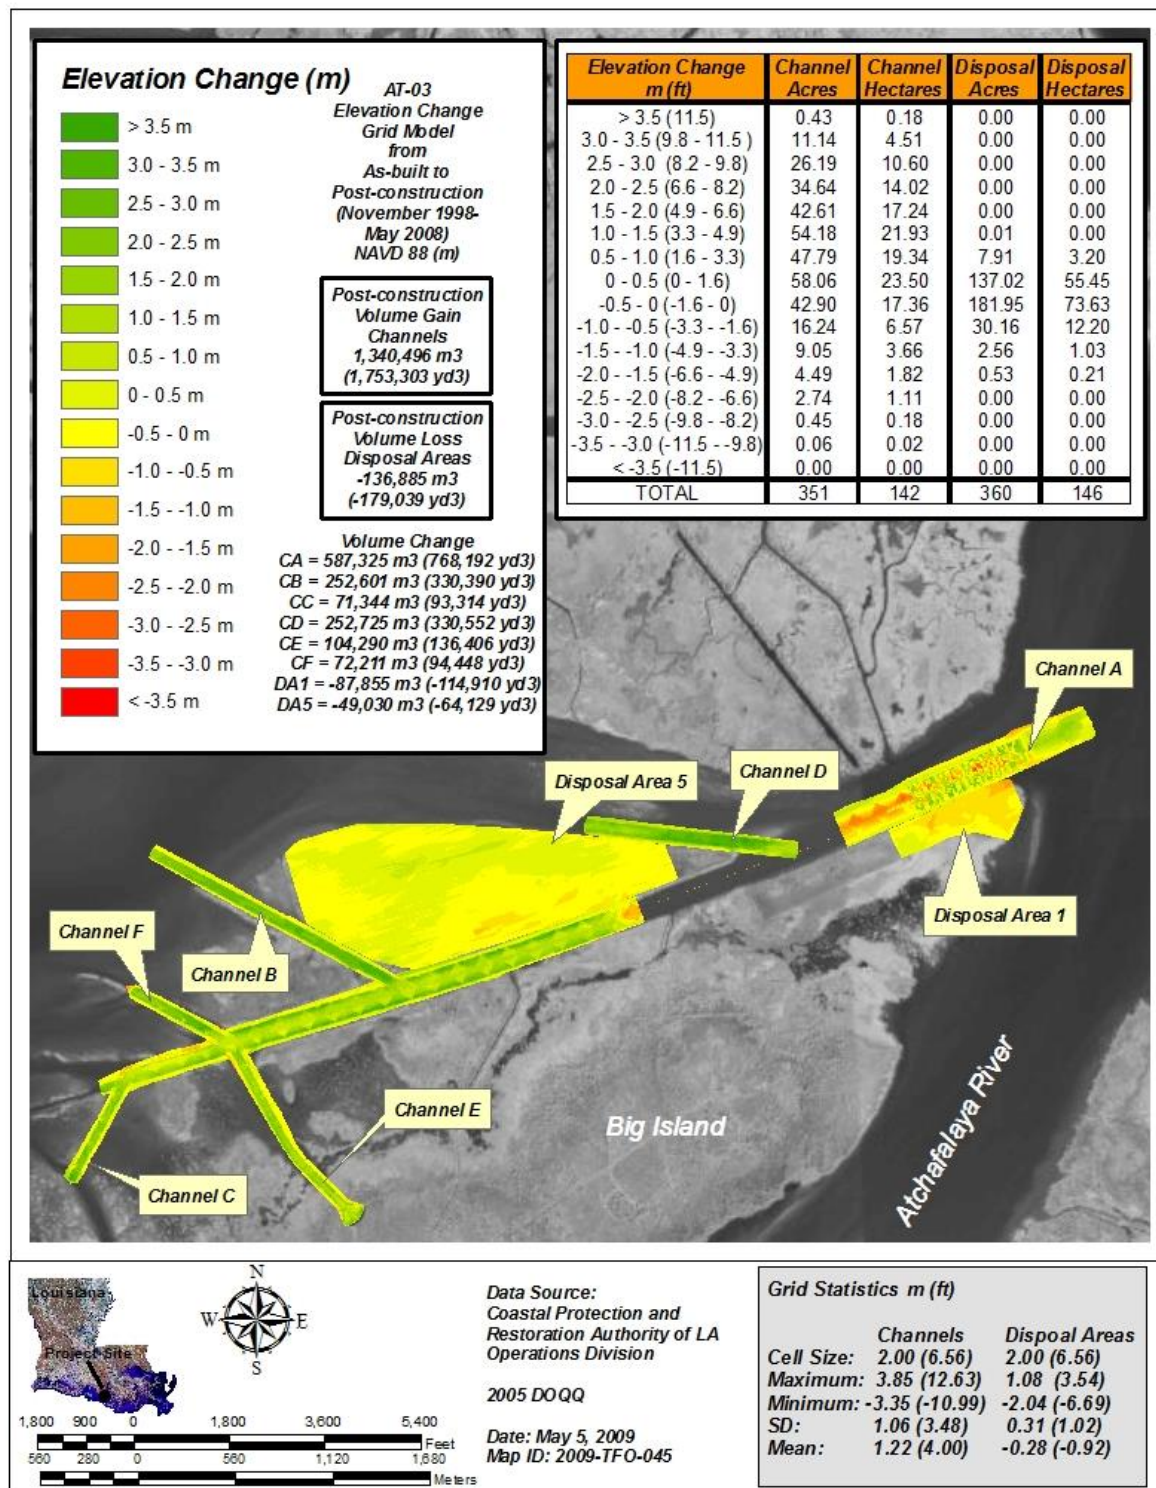 Elevation Change (m)
> 3.5 m
3.0 - 3.5 m
2.5 - 3.0 m
2.0 - 2.5 m
1.5 - 2.0 m
1.0 - 1.5 m
0.5 - 1.0 m
0 - 0.5 m
-0.5 - 0 m
-1.0 - -0.5 m
-1.5 - -1.0 m
-2.0 - -1.5 m
-2.5 - -2.0 m
-3.0 - -2.5 m
-3.5 - -3.0 m
< -3.5 m
AT-03
Elevation Change
Grid Model
from
As-built to
Post-construction
(November 1998-
May 2008)
NAVD 88 (m)
Post-construction
Volume Gain
Channels
1,340,496 m3
(1,753,303 yd3)
Post-construction
Volume Loss
Disposal Areas
-136,885 m3
(-179,039 yd3)
Volume Change
CA = 587,325 m3 (768,192 yd3)
CB = 252,601 m3 (330,390 yd3)
CC = 71,344 m3 (93,314 yd3)
CD = 252,725 m3 (330,552 yd3)
CE = 104,290 m3 (136,406 yd3)
CF = 72,211 m3 (94,448 yd3)
DA1 = -87,855 m3 (-114,910 yd3)
DA5 = -49,030 m3 (-64,129 yd3)
Elevation Change m (ft) Channel Acres Channel Hectares Disposal Acres Disposal Hectares
> 3.5 (11.5) 0.43 0.18 0.00 0.00
3.0 - 3.5 (9.8 - 11.5 ) 11.14 4.51 0.00 0.00
2.5 - 3.0 (8.2 - 9.8) 26.19 10.60 0.00 0.00
2.0 - 2.5 (6.6 - 8.2) 34.64 14.02 0.00 0.00
1.5 - 2.0 (4.9 - 6.6) 42.61 17.24 0.00 0.00
1.0 - 1.5 (3.3 - 4.9) 54.18 21.93 0.01 0.00
0.5 - 1.0 (1.6 - 3.3) 47.79 19.34 7.91 3.20
0 - 0.5 (0 - 1.6) 58.06 23.50 137.02 55.45
-0.5 - 0 (-1.6 - 0) 42.90 17.36 181.95 73.63
-1.0 - -0.5 (-3.3 - -1.6) 16.24 6.57 30.16 12.20
-1.5 - -1.0 (-4.9 - -3.3) 9.05 3.66 2.56 1.03
-2.0 - -1.5 (-6.6 - -4.9) 4.49 1.82 0.53 0.21
-2.5 - -2.0 (-8.2 - -6.6) 2.74 1.11 0.00 0.00
-3.0 - -2.5 (-9.8 - -8.2) 0.45 0.18 0.00 0.00
-3.5 - -3.0 (-11.5 - -9.8) 0.06 0.02 0.00 0.00
< -3.5 (-11.5) 0.00 0.00 0.00 0.00
TOTAL 351 142 360 146
Channel A
Channel D
Disposal Area 5
Disposal Area 1
Channel F
Channel B
Channel E
Channel C
Big Island
Atchafalaya River
Louisiana
Project Site
N
W E
S
1,800 900 0 1,800 3,600 5,400
Feet
560 280 0 560 1,120 1,680
Meters
Data Source:
Coastal Protection and
Restoration Authority of LA
Operations Division
2005 DOQQ
Date: May 5, 2009
Map ID: 2009-TFO-045
Grid Statistics m (ft)
Channels Dispoal Areas
Cell Size: 2.00 (6.56) 2.00 (6.56)
Maximum: 3.85 (12.63) 1.08 (3.54)
Minimum: -3.35 (-10.99) -2.04 (-6.69)
SD: 1.06 (3.48) 0.31 (1.02)
Mean: 1.22 (4.00) -0.28 (-0.92)